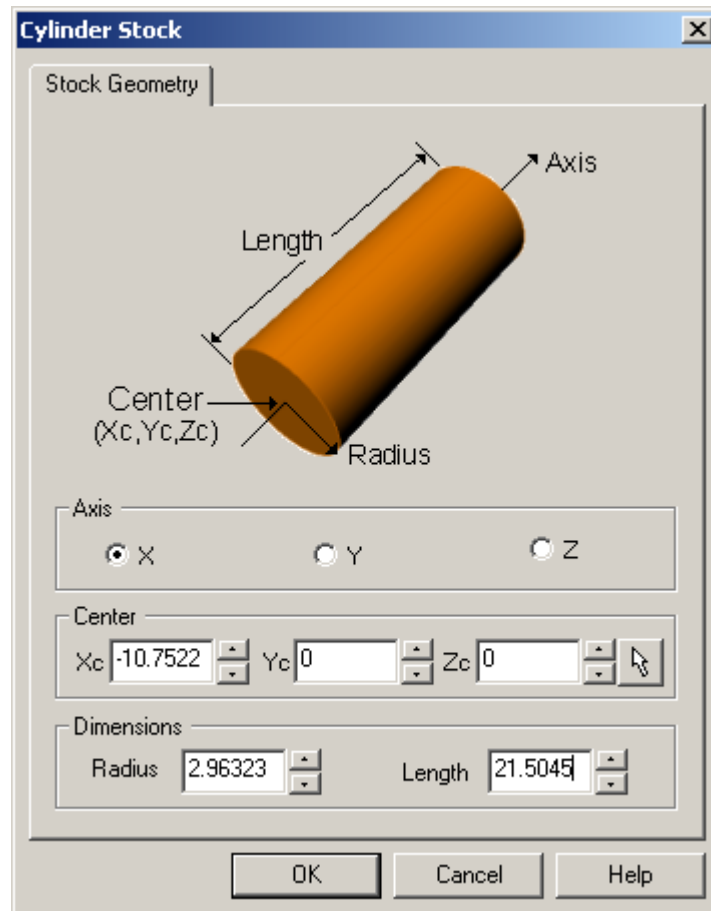 Cylinder Stock
Stock Geometry
Axis
Length
Center
(Xc,Yc,Zc)
Radius
Axis
X Y Z
Center
Xc -10.7522 Yc 0 Zc 0
Dimensions
Radius 2.96323 Length 21.5045
OK Cancel Help